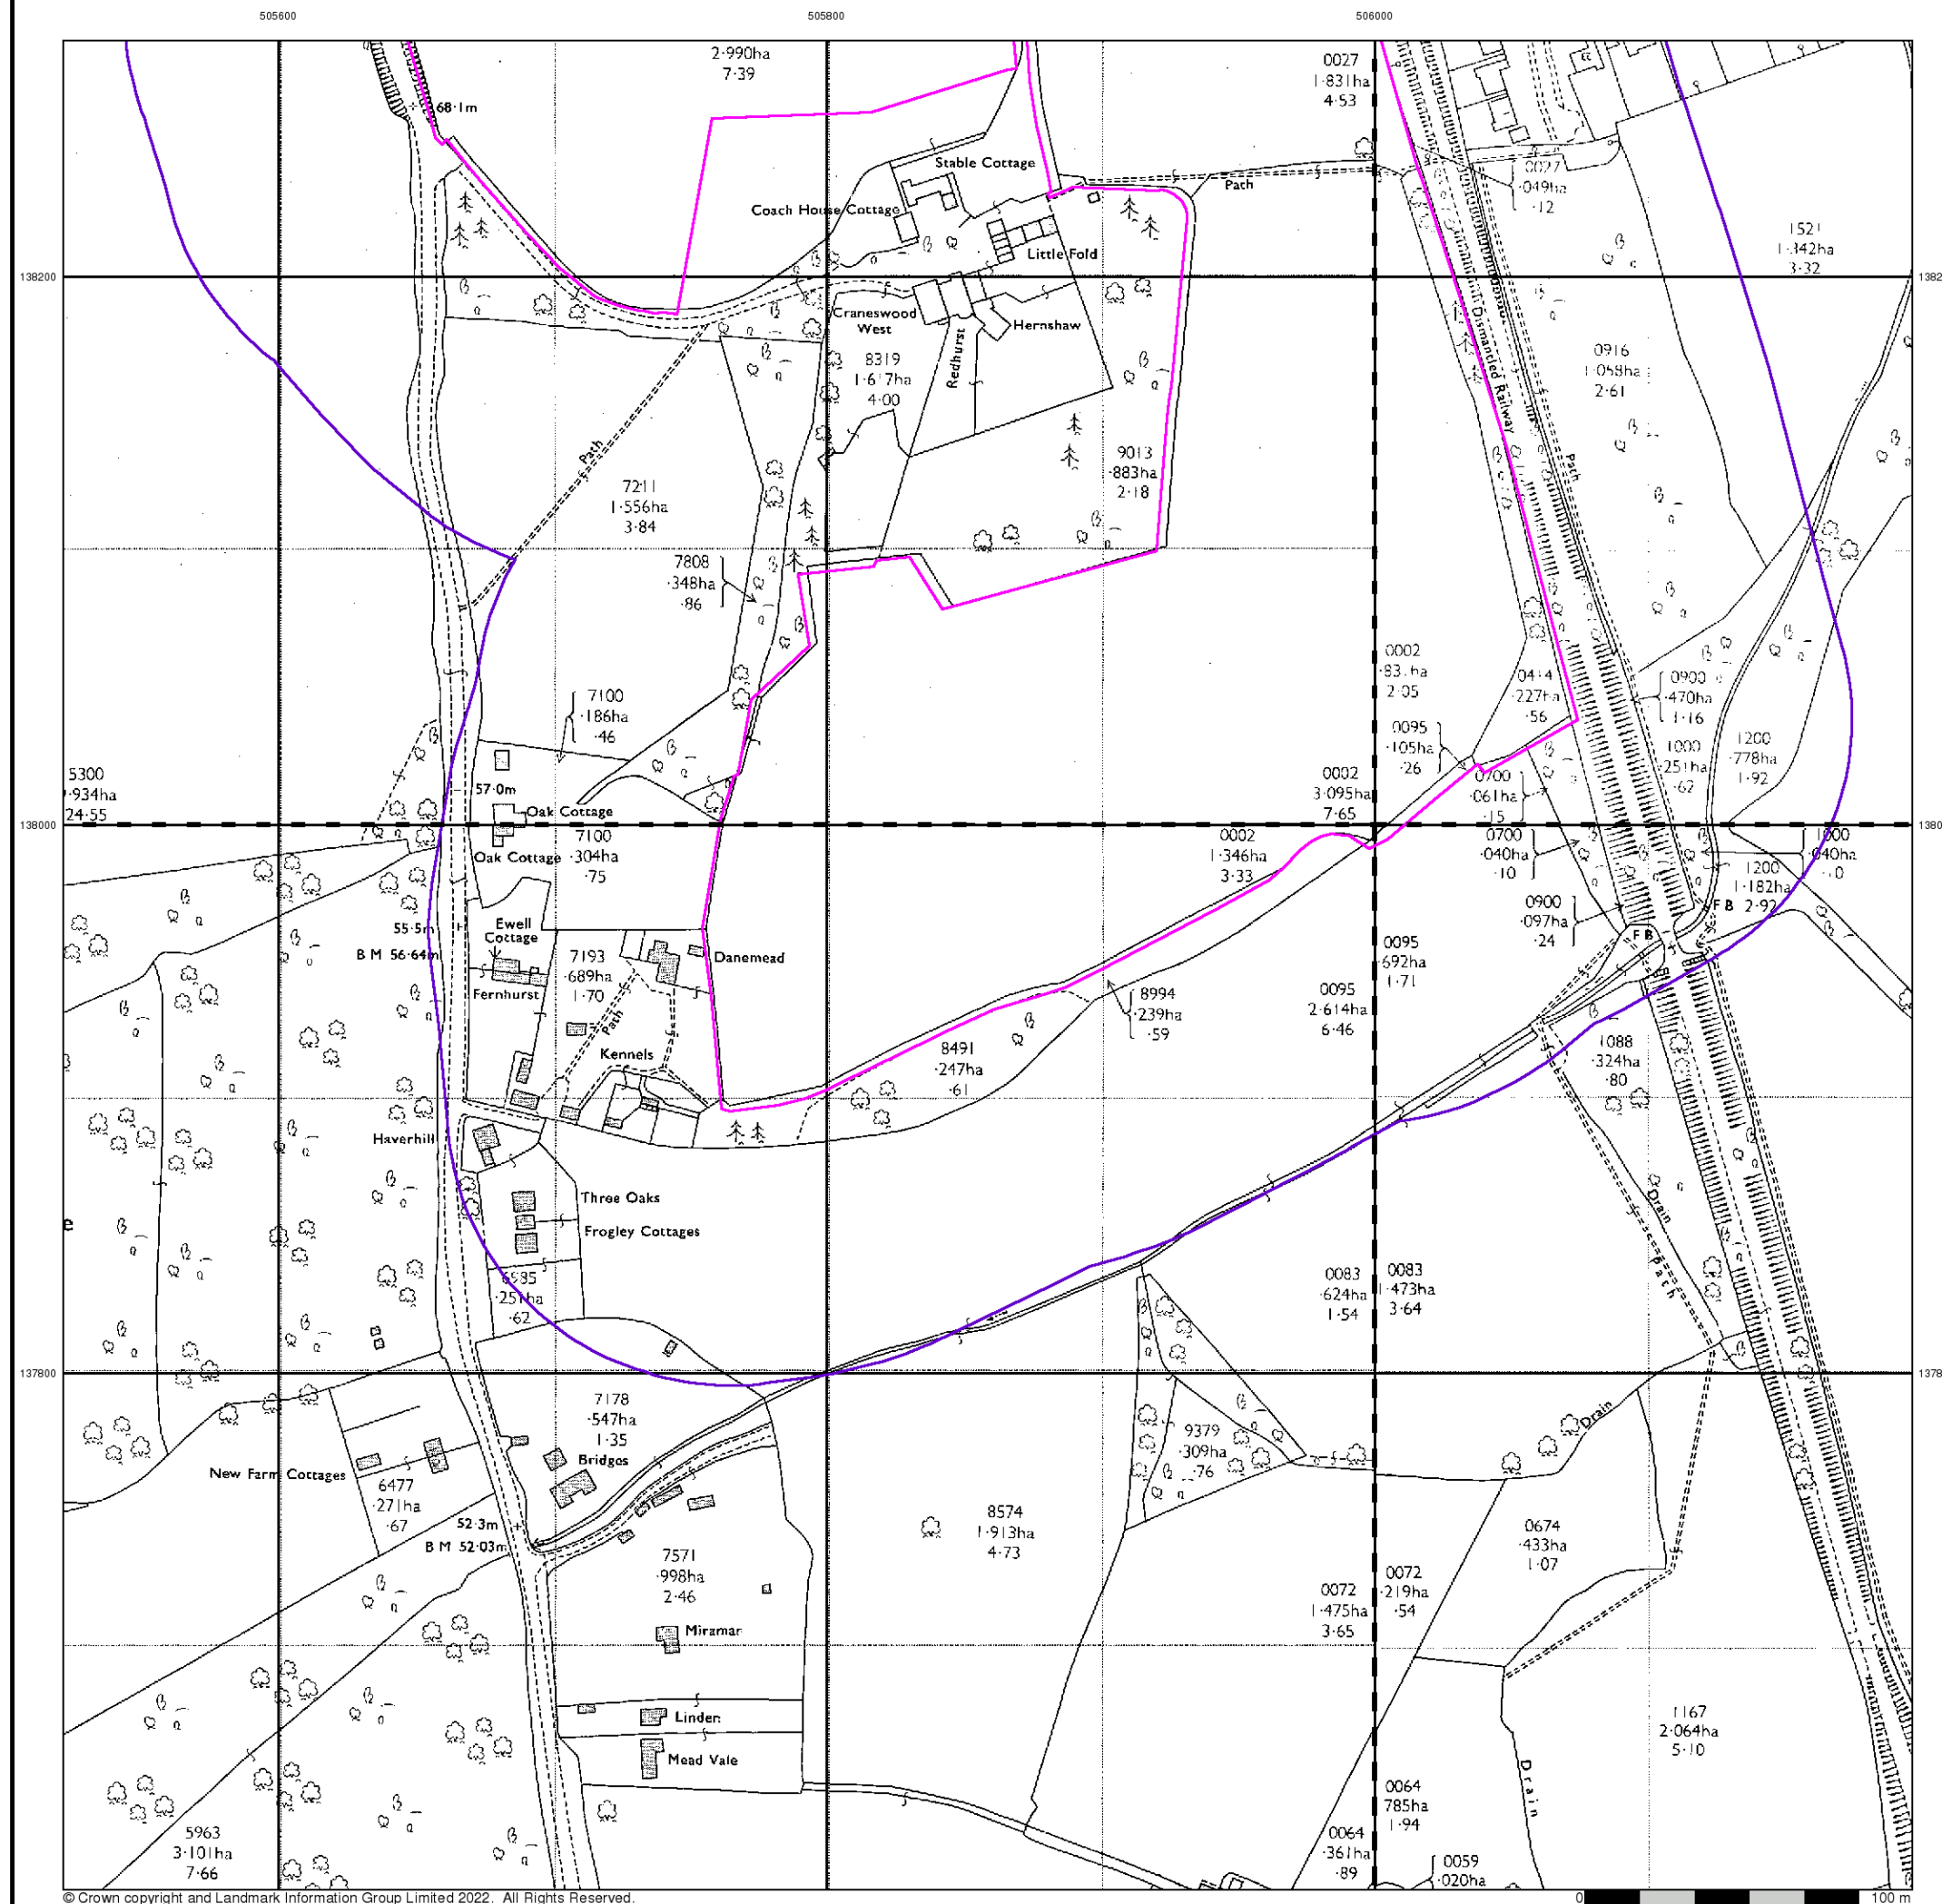 505600
505800
506000
2·990ha
7·39
0027
1·831ha
4·53
68·1m
Stable Cottage
Path
0027
·049ha
·12
Coach House Cottage
1521
1·342ha
3·32
Little Fold
138200
1382
Craneswood
West
Hernshaw
Redhurst
Dismantled Railway
8319
1·617ha
4·00
0916
1·058ha
2·61
Path
Path
9013
·883ha
2·18
7211
1·556ha
3·84
7808
·348ha
·86
0002
·83
2·05
0414
·227ha
·56
0900
·470ha
1·16
7100
·186ha
·46
0095
·105ha
·26
1000
·251ha
·62
1200
·778ha
1·92
5300
·934ha
24·55
57·0m
0002
3·095ha
7·65
0700
·061ha
·15
Oak Cottage
138000
1380
7100
·304ha
·75
Oak Cottage
0002
1·346ha
3·33
0700
·040ha
·10
1000
·040ha
1200
1·182ha
2·92
0900
·097ha
·24
F B
F B
55·5m
Ewell
Cottage
B M 56·64m
7193
·689ha
1·70
Danemead
0095
·692ha
1·71
Fernhurst
Path
8994
·239ha
·59
0095
2·614ha
6·46
Kennels
8491
·247ha
·61
1088
·324ha
·80
Haverhill
Three Oaks
Frogley Cottages
Drain
Path
6985
·251ha
·62
0083
·624ha
1·54
0083
1·473ha
3·64
137800
1378
7178
·547ha
1·35
Bridges
9379
·309ha
·76
Drain
New Farm Cottages
6477
·271ha
·67
52·3m
B M 52·03m
8574
1·913ha
4·73
0674
·433ha
1·07
7571
·998ha
2·46
0072
1·475ha
3·65
0072
·219ha
·54
Miramar
Linden
Mead Vale
1167
2·064ha
5·10
Drain
0064
785ha
1·94
5963
3·101ha
7·66
0064
·361ha
·89
0059
·020ha
© Crown copyright and Landmark Information Group Limited 2022. All Rights Reserved.
0
100 m